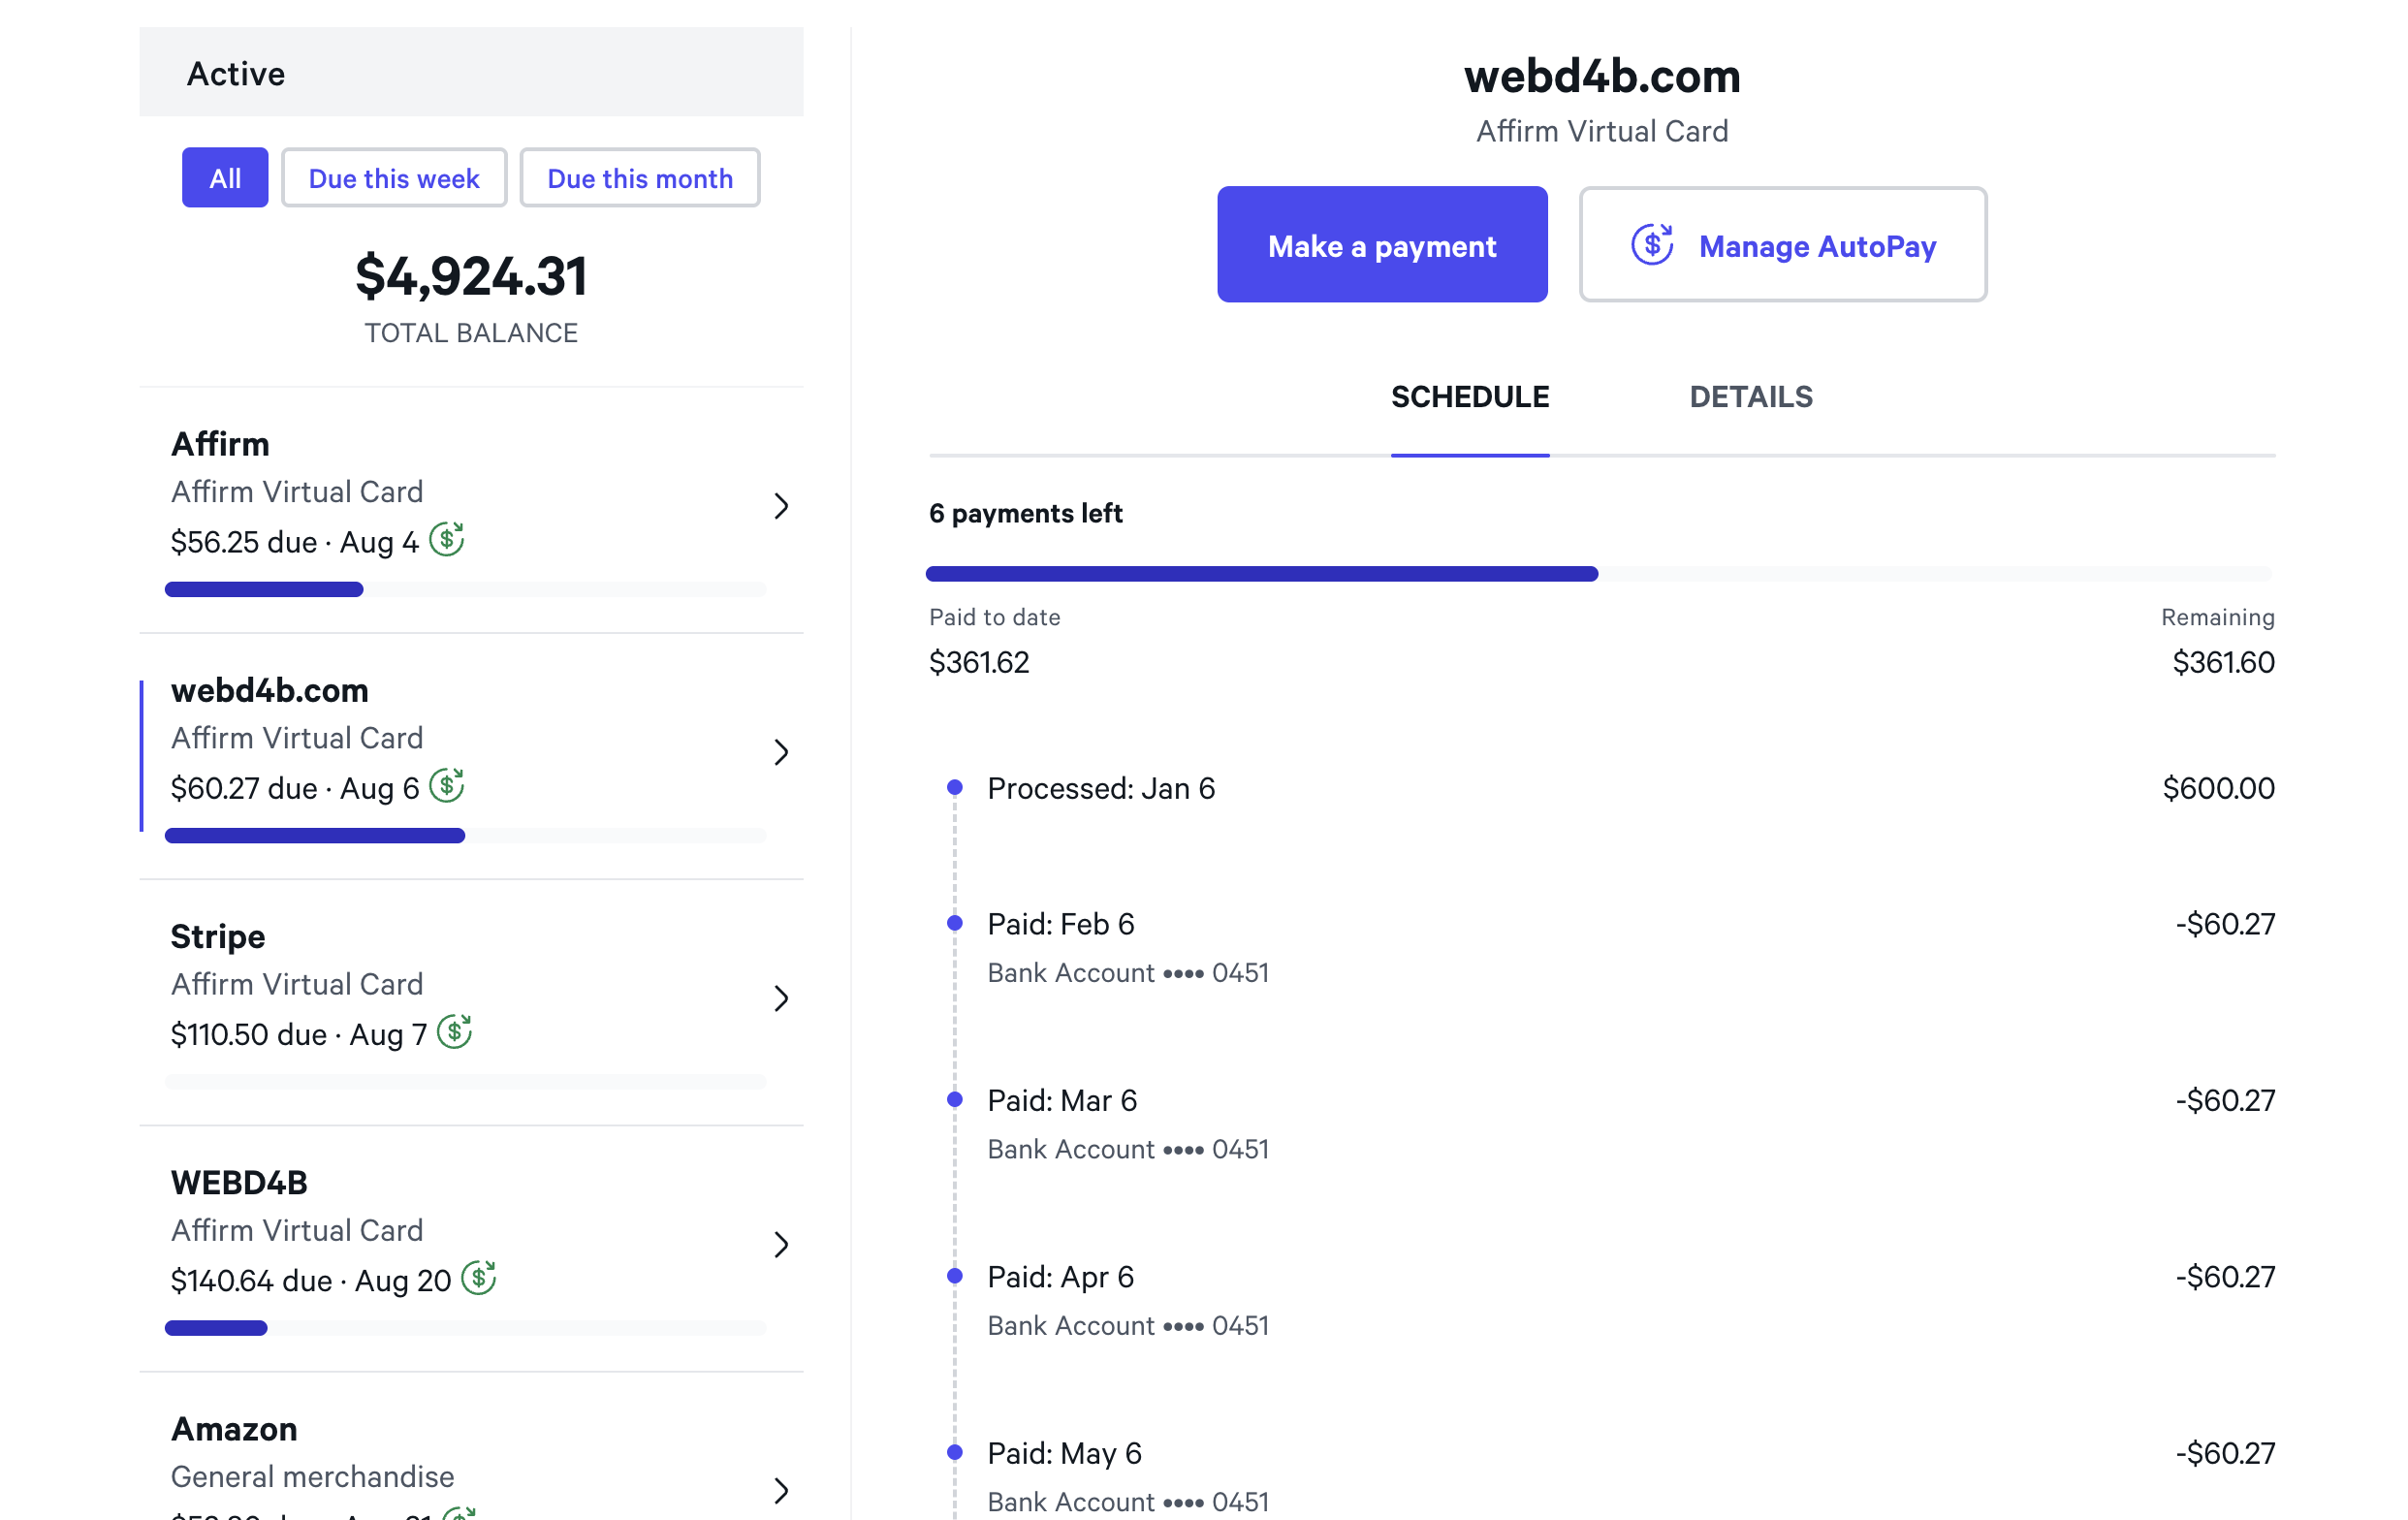 Active
All
Due this week
Due this month
$4,924.31
TOTAL BALANCE
Affirm
Affirm Virtual Card
$56.25 due · Aug 4
webd4b.com
Affirm Virtual Card
$60.27 due · Aug 6
Stripe
Affirm Virtual Card
$110.50 due · Aug 7
WEBD4B
Affirm Virtual Card
$140.64 due · Aug 20
Amazon
General merchandise
webd4b.com
Affirm Virtual Card
Make a payment
Manage AutoPay
SCHEDULE
DETAILS
6 payments left
Paid to date
Remaining
$361.62
$361.60
Processed: Jan 6
$600.00
Paid: Feb 6
-$60.27
Bank Account •••• 0451
Paid: Mar 6
-$60.27
Bank Account •••• 0451
Paid: Apr 6
-$60.27
Bank Account •••• 0451
Paid: May 6
-$60.27
Bank Account •••• 0451